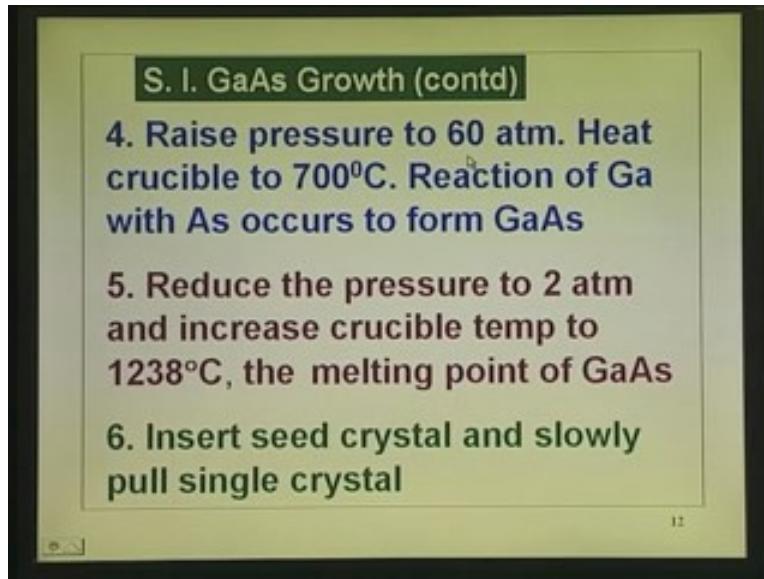 S. I. GaAs Growth (contd)
4. Raise pressure to 60 atm. Heat
crucible to 700⁰C. Reaction of Ga
with As occurs to form GaAs
5. Reduce the pressure to 2 atm
and increase crucible temp to
1238°C, the melting point of GaAs
6. Insert seed crystal and slowly
pull single crystal
12